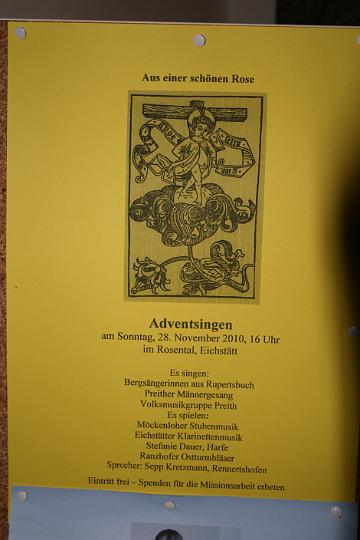 Aus einer schönen Rose
Adventsingen
am Sonntag, 28. November 2010, 16 Uhr
im Rosental, Eichstätt
Es singen:
Bergsängerinnen aus Rupertsbuch
Preither Männergesang
Volksmusikgruppe Preith
Es spielen:
Möckenloher Stubenmusik
Eichstätter Klarinettenmusik
Stefanie Dauer, Harfe
Ranzhofer Ostturmbläser
Sprecher: Sepp Kretzmann, Rennertshofen
Eintritt frei – Spenden für die Missionsarbeit erbeten